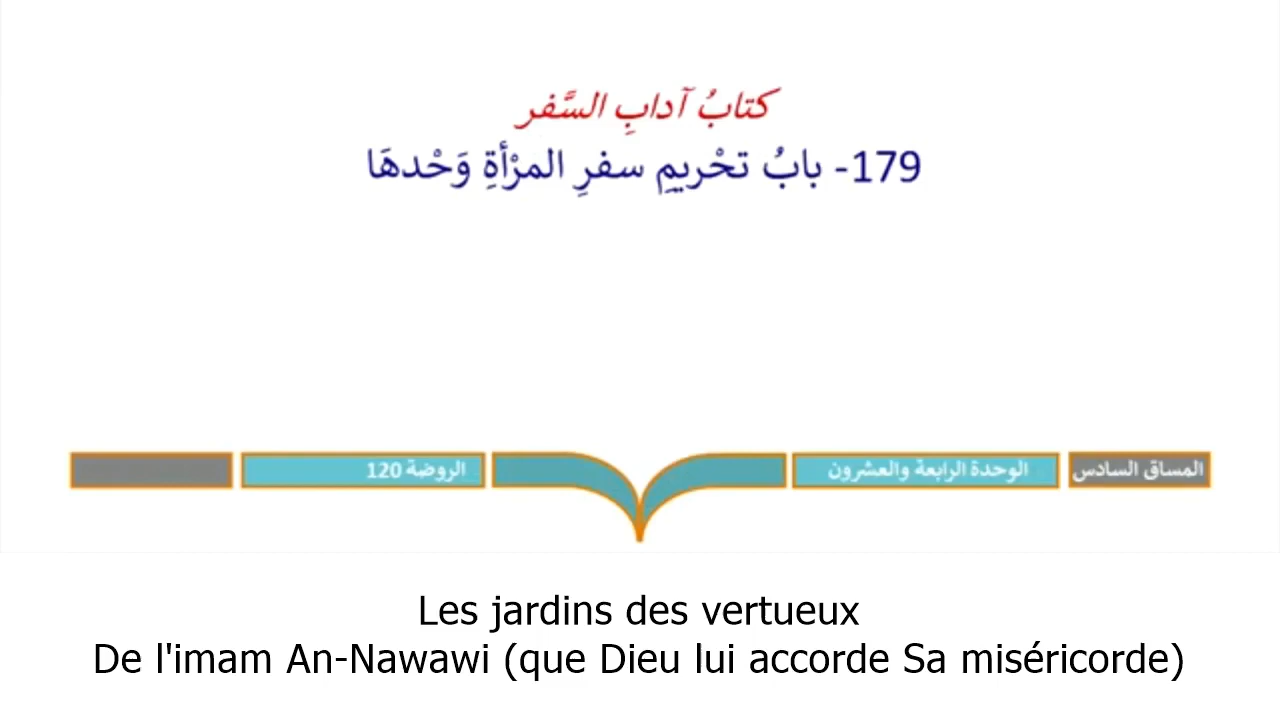 كتابُ آدابِ السَّفر
179- بابُ تحْريمِ سفرِ المرْأةِ وَحْدهَا
المساق السادس
الوحدة الرابعة والعشرون
الروضة 120
Les jardins des vertueux
De l'imam An-Nawawi (que Dieu lui accorde Sa miséricorde)